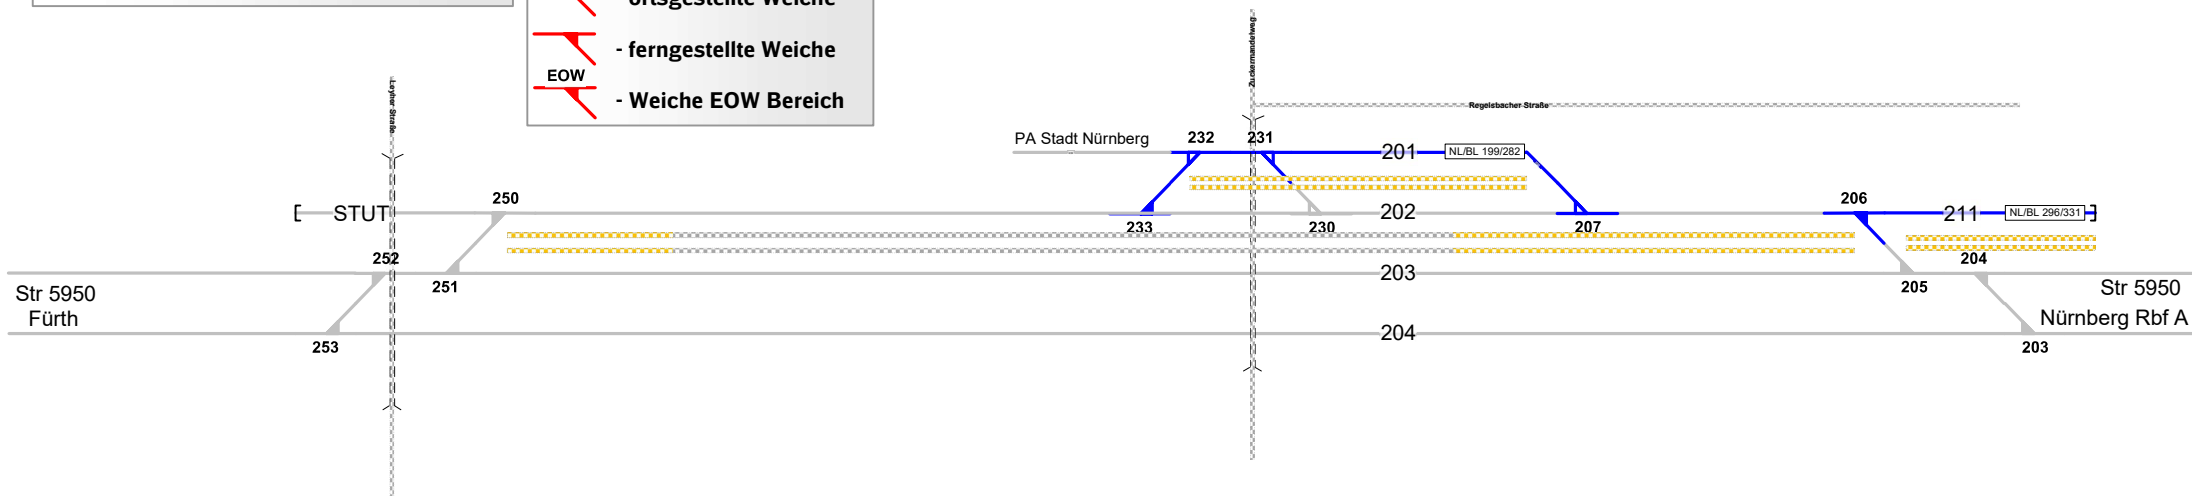 ortsgestellte Weiche
- ferngestellte Weiche
EOW
- Weiche EOW Bereich
Zuckermandelweg
Leyher Straße
Regelsbacher Straße
PA Stadt Nürnberg
232
231
201
NL/BL 199/282
250
206
STUT
202
211
NL/BL 296/331
233
230
207
252
204
203
251
205
Str 5950
Fürth
Str 5950
Nürnberg Rbf A
204
253
203